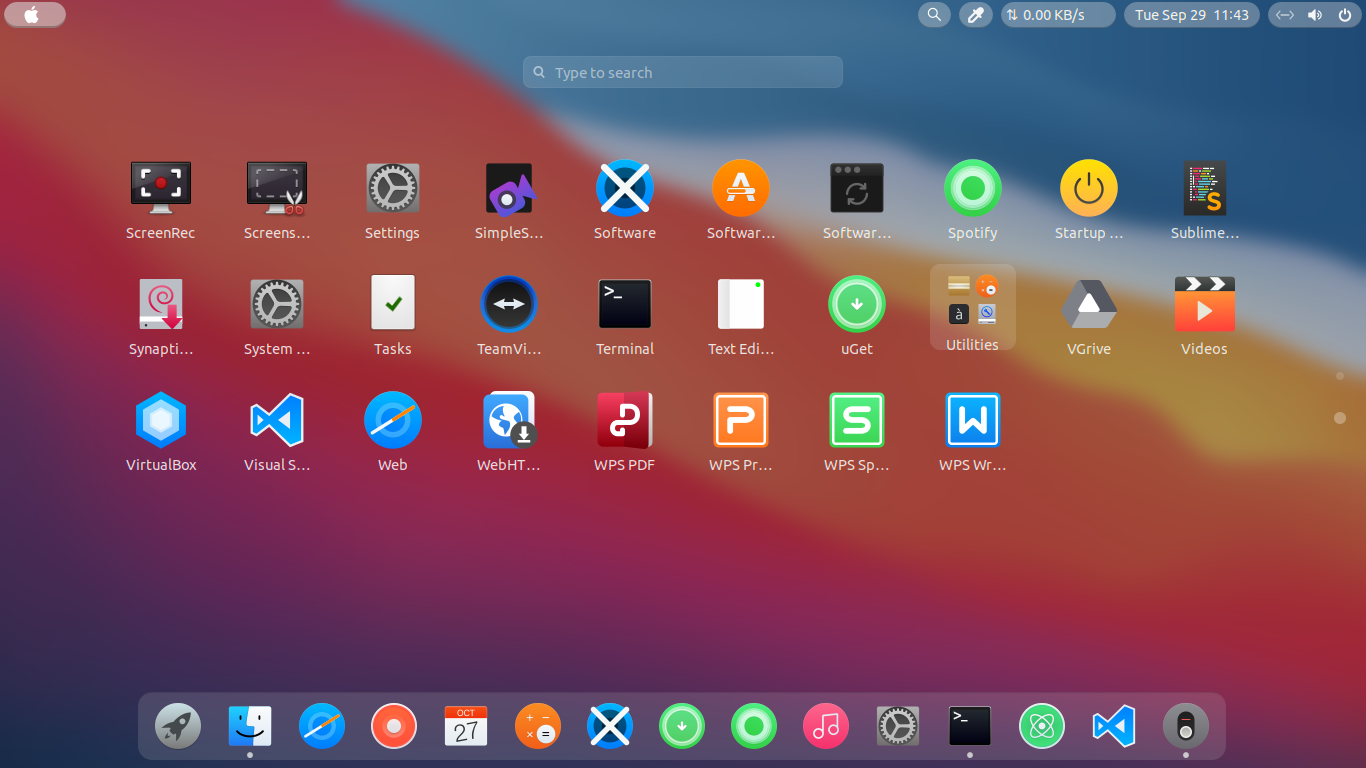 0.00 KB/s
Tue Sep 29 11:43
Type to search
ScreenRec
Screens…
Settings
SimpleS…
Software
Softwar…
Softwar…
Spotify
Startup …
Sublime…
Synapti…
System …
Tasks
TeamVi…
Terminal
Text Edi…
uGet
Utilities
VGrive
Videos
VirtualBox
Visual S…
Web
WebHT…
WPS PDF
WPS Pr…
WPS Sp…
WPS Wr…
OCT
27